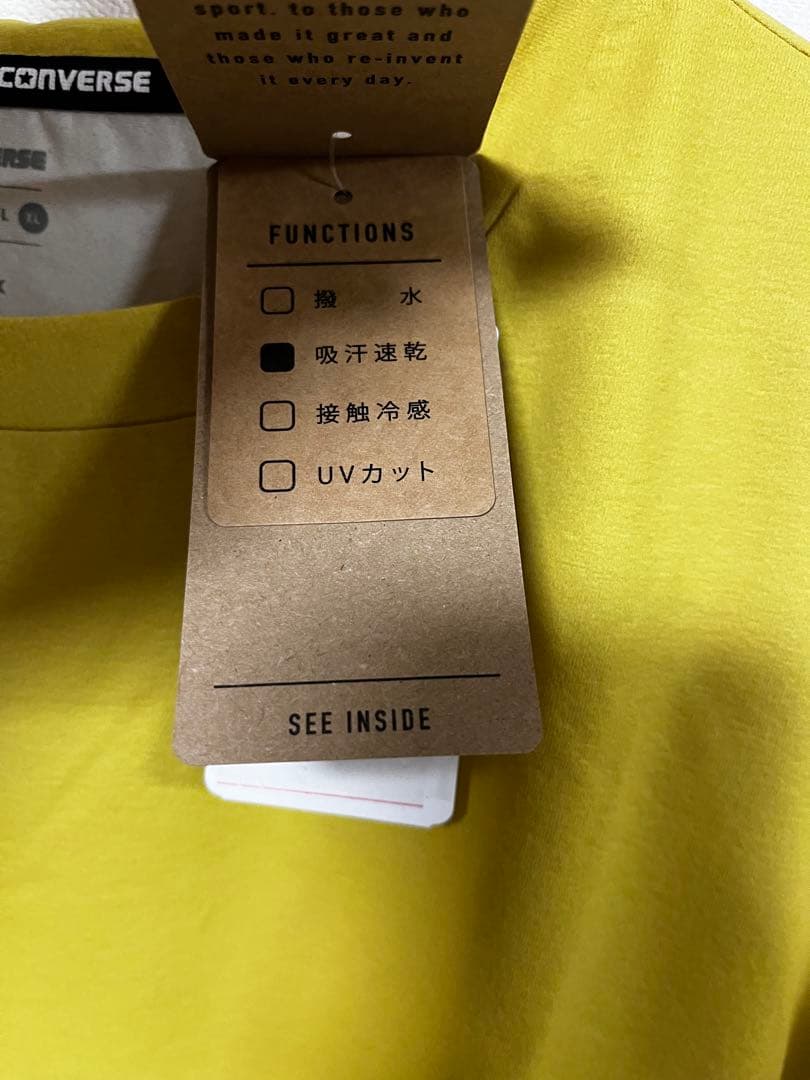 sport. to those who
made it great and
those who re-invent
it every day.
CONVERSE
XL
FUNCTIONS
撥 水
吸汗速乾
接触冷感
UVカット
SEE INSIDE